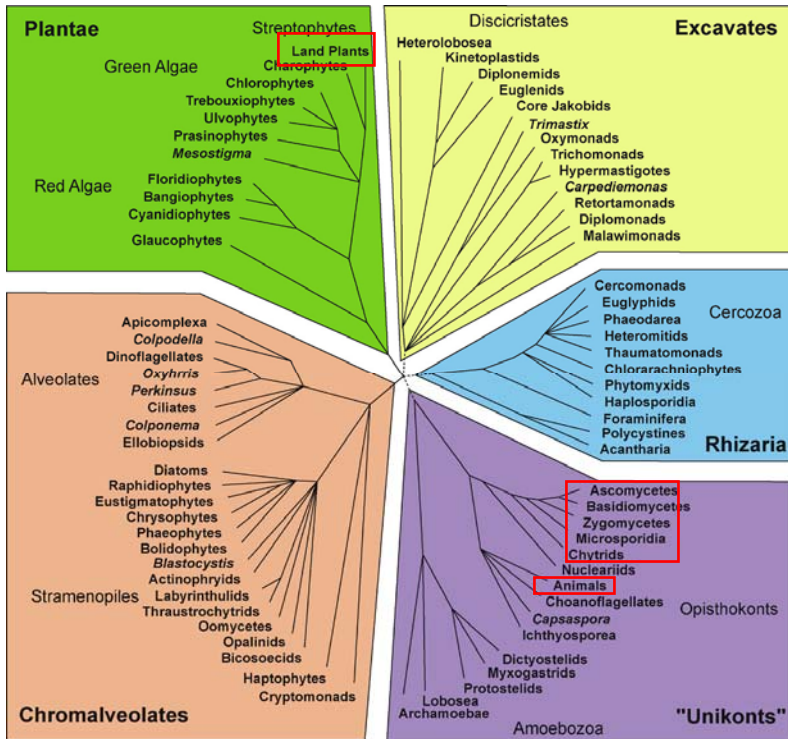 Plantae
Streptophytes
Land Plants
Charophytes
Green Algae
Chlorophytes
Trebouxiophytes
Ulvophytes
Prasinophytes
Mesostigma
Red Algae
Floridiophytes
Bangiophytes
Cyanidiophytes
Glaucophytes
Discicristates
Excavates
Heterolobosea
Kinetoplastids
Diplonemids
Euglenids
Core Jakobids
Trimastix
Oxymonads
Trichomonads
Hypermastigotes
Carpediemonas
Retortamonads
Diplomonads
Malawimonads
Cercomonads
Euglyphids
Phaeodarea
Heteromitids
Thaumatomonads
Chlorarachniophytes
Phytomyxids
Haplosporidia
Foraminifera
Polycystines
Acantharia
Cercozoa
Rhizaria
Apicomplexa
Colpodella
Dinoflagellates
Oxyhrris
Perkinsus
Ciliates
Colponema
Ellobiopsids
Alveolates
Diatoms
Raphidiophytes
Eustigmatophytes
Chrysophytes
Phaeophytes
Bolidophytes
Blastocystis
Actinophryids
Labyrinthulids
Thraustrochytrids
Oomycetes
Opalinids
Bicosoecids
Stramenopiles
Haptophytes
Cryptomonads
Chromalveolates
Ascomycetes
Basidiomycetes
Zygomycetes
Microsporidia
Chytrids
Nucleariids
Animals
Choanoflagellates
Capsaspora
Ichthyosporea
Opisthokonts
Dictyostelids
Myxogastrids
Protostelids
Lobosea
Archamoebae
Amoebozoa
"Unikonts"